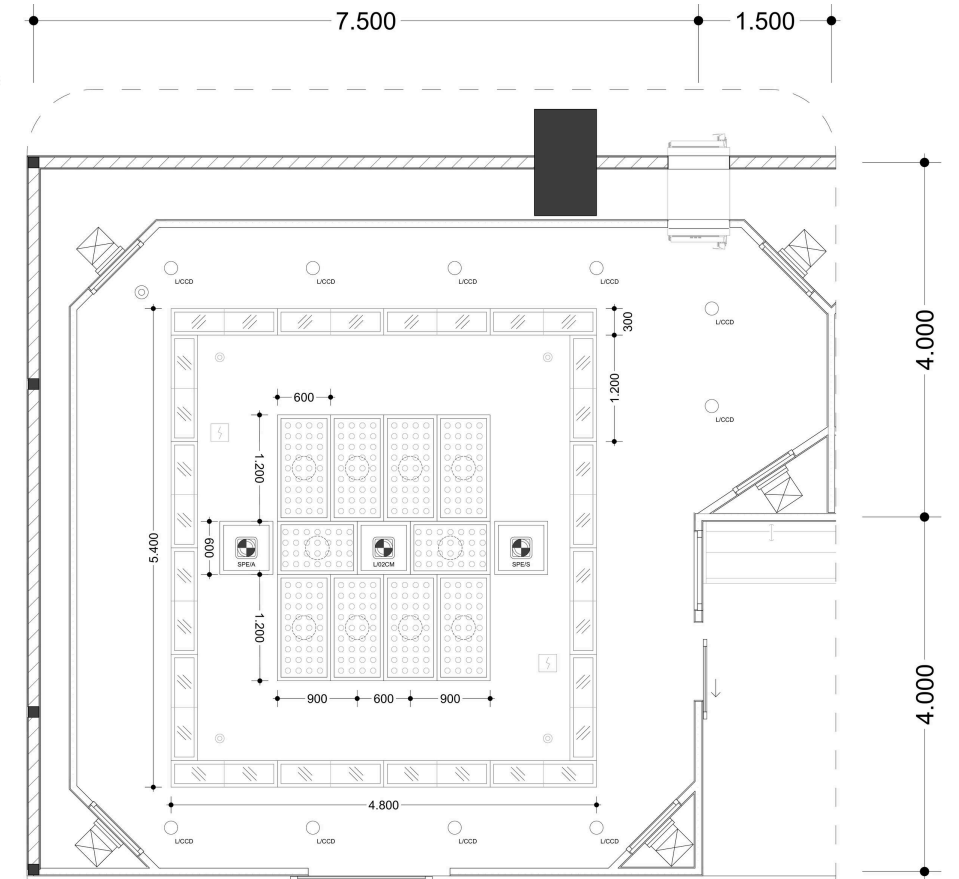 7.500
1.500
L/CCD
L/CCD
L/CCD
L/CCD
300
L/CCD
4.000
1.200
600
L/CCD
1.200
5.400
600
SPE/A
L/02CM
SPE/S
1.200
4.000
900
600
900
4.800
L/CCD
L/CCD
L/CCD
L/CCD